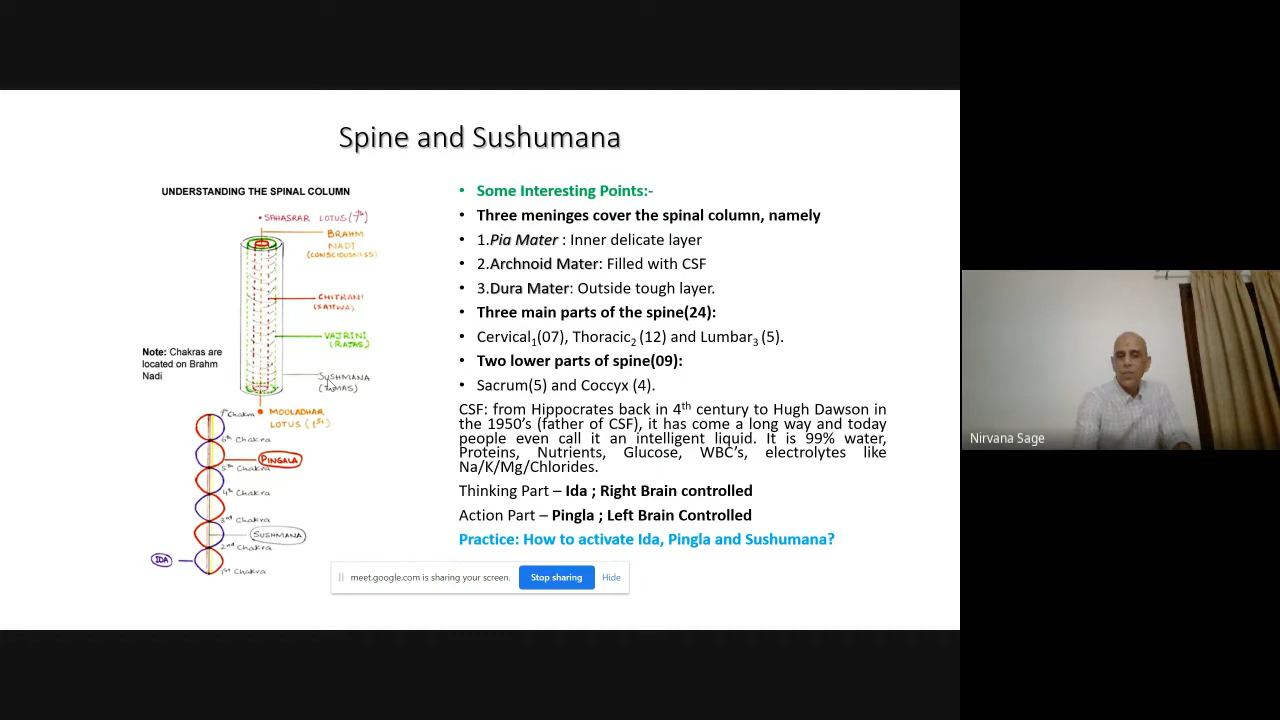 Spine and Sushumana
UNDERSTANDING THE SPINAL COLUMN
SAHASRAR LOTUS (7th)
BRAHM
NADI
(CONSCIOUSNESS)
CHITRANI
(SATWA)
VAJRINI
(RAJAS)
Note: Chakras are
located on Brahm
Nadi
SUSHMANA
(TAMAS)
MOOLADHAR
LOTUS (1st)
7th Chakra
6th Chakra
PINGALA
5th Chakra
4th Chakra
3rd Chakra
SUSHMANA
2nd Chakra
IDA
1st Chakra
• Some Interesting Points:-
• Three meninges cover the spinal column, namely
• 1.Pia Mater : Inner delicate layer
• 2.Archnoid Mater: Filled with CSF
• 3.Dura Mater: Outside tough layer.
• Three main parts of the spine(24):
• Cervical1(07), Thoracic2 (12) and Lumbar3 (5).
• Two lower parts of spine(09):
• Sacrum(5) and Coccyx (4).
CSF: from Hippocrates back in 4th century to Hugh Dawson in
the 1950's (father of CSF), it has come a long way and today
people even call it an intelligent liquid. It is 99% water,
Proteins, Nutrients, Glucose, WBC's, electrolytes like
Na/K/Mg/Chlorides.
Thinking Part – Ida ; Right Brain controlled
Action Part – Pingla ; Left Brain Controlled
Practice: How to activate Ida, Pingla and Sushumana?
meet.google.com is sharing your screen. Stop sharing Hide
Nirvana Sage